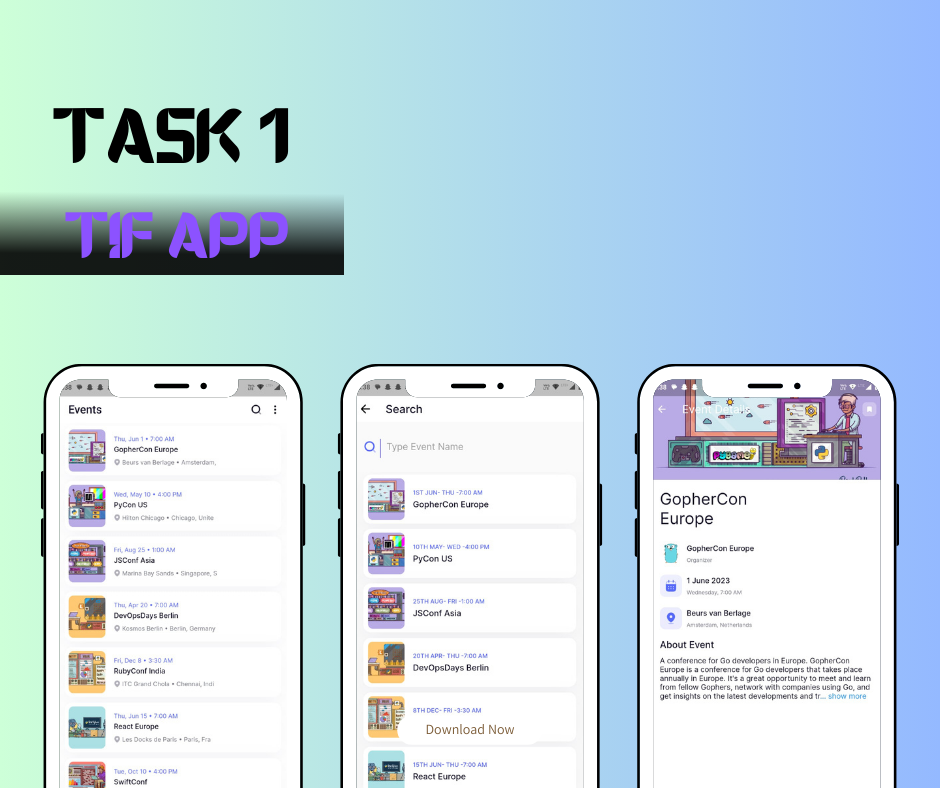 TASK 1
TIF APP
Events
Thu, Jun 1 • 7:00 AM
GopherCon Europe
Beurs van Berlage • Amsterdam,
Wed, May 10 • 4:00 PM
PyCon US
Hilton Chicago • Chicago, Unite
Fri, Aug 25 • 1:00 AM
JSConf Asia
Marina Bay Sands • Singapore, S
Thu, Apr 20 • 7:00 AM
DevOpsDays Berlin
Kosmos Berlin • Berlin, Germany
Fri, Dec 8 • 3:30 AM
RubyConf India
ITC Grand Chola • Chennai, Indi
Thu, Jun 15 • 7:00 AM
React Europe
Les Docks de Paris • Paris, Fra
Tue, Oct 10 • 4:00 PM
SwiftConf
Search
Type Event Name
1ST JUN- THU -7:00 AM
GopherCon Europe
10TH MAY- WED -4:00 PM
PyCon US
25TH AUG- FRI -1:00 AM
JSConf Asia
20TH APR- THU -7:00 AM
DevOpsDays Berlin
8TH DEC- FRI -3:30 AM
Download Now
15TH JUN- THU -7:00 AM
React Europe
Event Details
GopherCon
Europe
GopherCon Europe
Organizer
1 June 2023
Wednesday, 7:00 AM
Beurs van Berlage
Amsterdam, Netherlands
About Event
A conference for Go developers in Europe. GopherCon
Europe is a conference for Go developers that takes place
annually in Europe. It's a great opportunity to meet and learn
from fellow Gophers, network with companies using Go, and
get insights on the latest developments and tr... show more